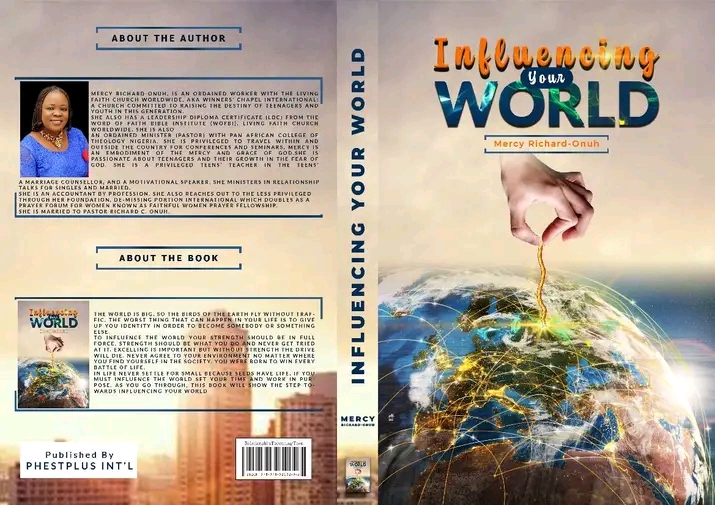 ABOUT THE AUTHOR
MERCY RICHARD-ONUH, IS AN ORDAINED WORKER WITH THE LIVING
FAITH CHURCH WORLDWIDE, AKA WINNERS' CHAPEL INTERNATIONAL:
A CHURCH COMMITTED TO RAISING THE DESTINY OF TEENAGERS AND
YOUTH IN THIS GENERATION.
SHE ALSO HAS A LEADERSHIP DIPLOMA CERTIFICATE (LDC) FROM THE
WORD OF FAITH BIBLE INSTITUTE (WOFBI), LIVING FAITH CHURCH
WORLDWIDE. SHE IS ALSO
AN ORDAINED MINISTER (PASTOR) WITH PAN AFRICAN COLLEGE OF
THEOLOGY NIGERIA. SHE IS PRIVILEGED TO TRAVEL WITHIN AND
OUTSIDE THE COUNTRY FOR CONFERENCES AND SEMINARS. MERCY IS
AN EMBODIMENT OF THE MERCY AND GRACE OF GOD.SHE IS
PASSIONATE ABOUT TEENAGERS AND THEIR GROWTH IN THE FEAR OF
GOD. SHE IS A PRIVILEGED TEENS' TEACHER IN THE TEENS'
A MARRIAGE COUNSELLOR, AND A MOTIVATIONAL SPEAKER. SHE MINISTERS IN RELATIONSHIP
TALKS FOR SINGLES AND MARRIED.
SHE IS AN ACCOUNTANT BY PROFESSION. SHE ALSO REACHES OUT TO THE LESS PRIVILEGED
THROUGH HER FOUNDATION, DE-MISSING PORTION INTERNATIONAL WHICH DOUBLES AS A
PRAYER FORUM FOR WOMEN KNOWN AS FAITHFUL WOMEN PRAYER FELLOWSHIP.
SHE IS MARRIED TO PASTOR RICHARD C. ONUH.
ABOUT THE BOOK
Influencing
WORLD
THE WORLD IS BIG, SO THE BIRDS OF THE EARTH FLY WITHOUT TRAF-
FIC. THE WORST THING THAT CAN HAPPEN IN YOUR LIFE IS TO GIVE
UP YOU IDENTITY IN ORDER TO BECOME SOMEBODY OR SOMETHING
ELSE.
TO INFLUENCE THE WORLD YOUR STRENGTH SHOULD BE IN FULL
FORCE. STRENGTH SHOULD BE WHAT YOU DO AND NEVER GET TRIED
AT IT. EXCELLING IS IMPORTANT BUT WITHOUT STRENGTH THE DRIVE
WILL DIE. NEVER AGREE TO YOUR ENVIRONMENT NO MATTER WHERE
YOU FIND YOURSELF IN THE SOCIETY. YOU WERE BORN TO WIN EVERY
BATTLE OF LIFE.
IN LIFE NEVER SETTLE FOR SMALL BECAUSE SEEDS HAVE LIFE. IF YOU
MUST INFLUENCE THE WORLD SET YOUR TIME AND WORK IN PUR-
POSE. AS YOU GO THROUGH, THIS BOOK WILL SHOW THE STEP TO-
WARDS INFLUENCING YOUR WORLD
Published By
PHESTPLUS INT'L
INFLUENCING YOUR WORLD
MERCY
RICHARD-ONUH
Influencing
Your
WORLD
Mercy Richard-Onuh